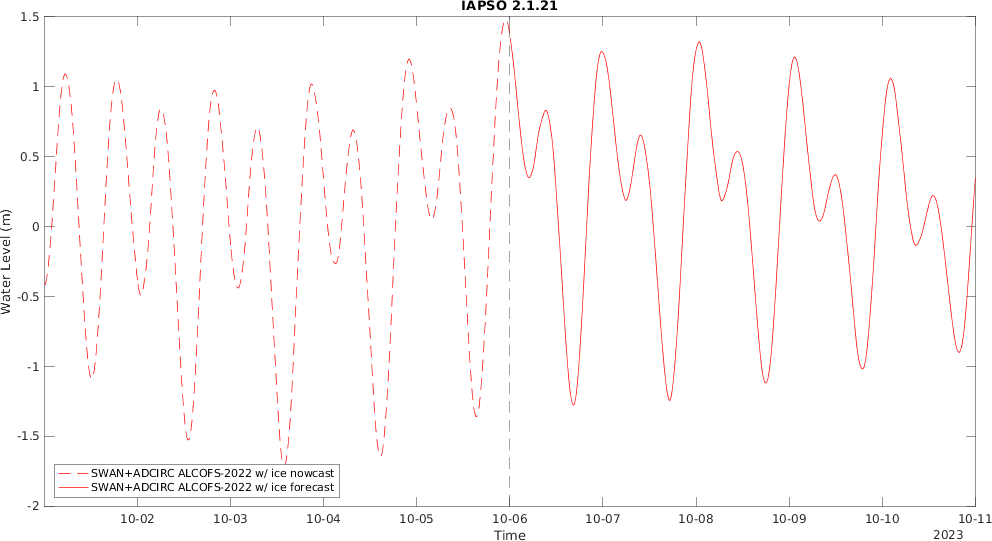 IAPSO 2.1.21
1.5
1
0.5
0
-0.5
-1
-1.5
-2
Water Level (m)
SWAN+ADCIRC ALCOFS-2022 w/ ice nowcast
SWAN+ADCIRC ALCOFS-2022 w/ ice forecast
10-02 10-03 10-04 10-05 10-06 10-07 10-08 10-09 10-10 10-11
Time
2023